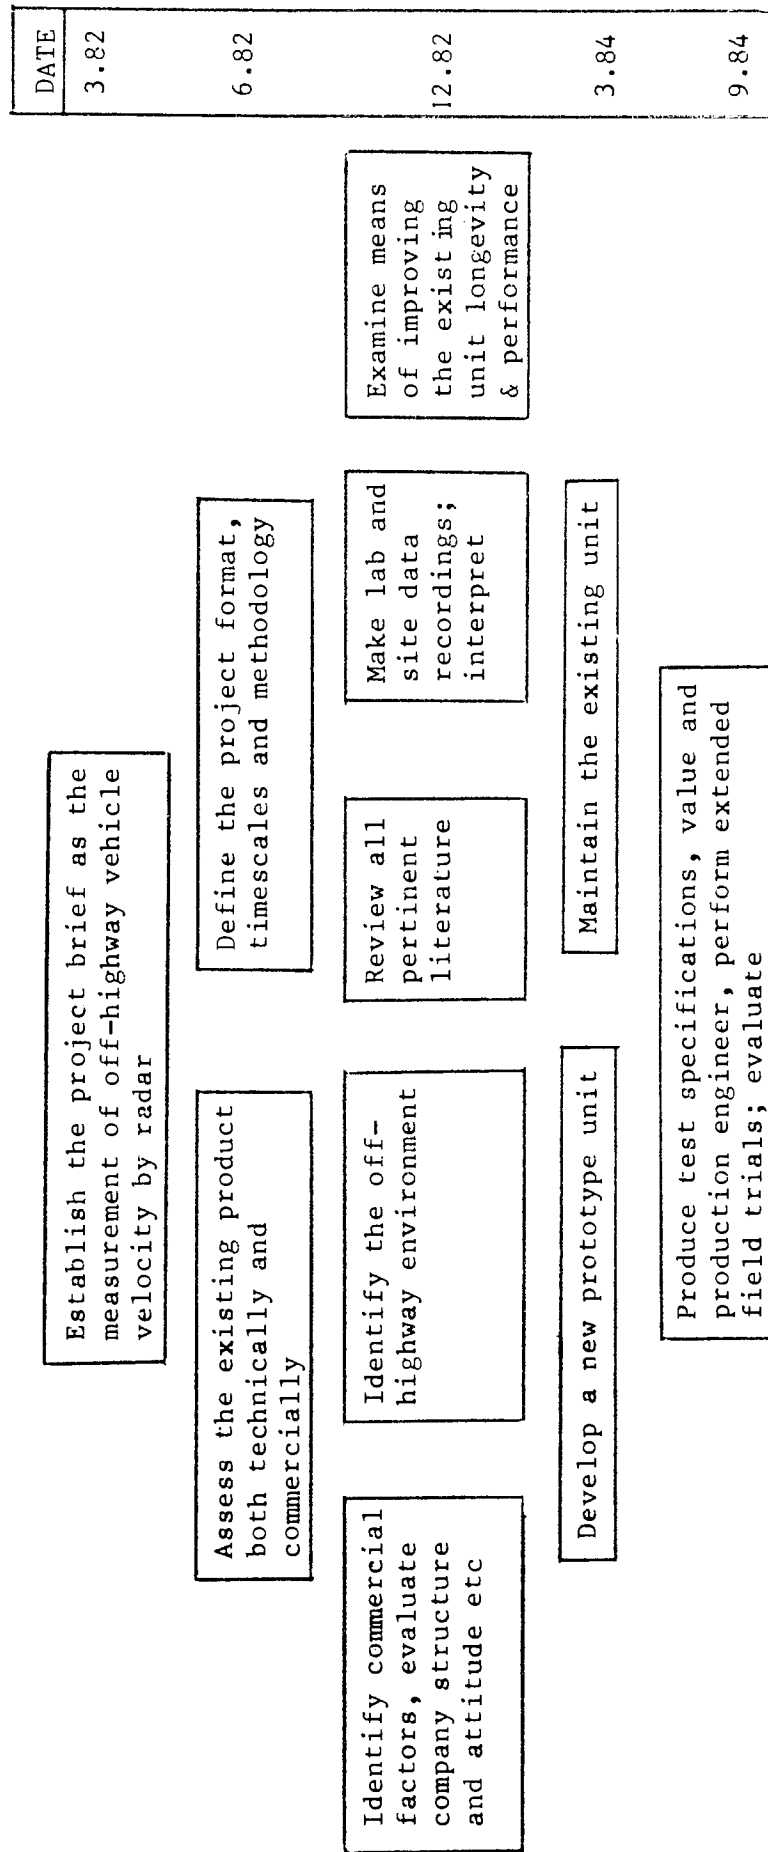 DATE
Establish the project brief as the
measurement of off-highway vehicle
velocity by radar
3.82
Assess the existing product
both technically and
commercially
Define the project format,
timescales and methodology
6.82
Identify commercial
factors, evaluate
company structure
and attitude etc
Identify the off-
highway environment
Review all
pertinent
literature
Make lab and
site data
recordings;
interpret
Examine means
of improving
the existing
unit longevity
& performance
12.82
Develop a new prototype unit
Maintain the existing unit
3.84
Produce test specifications, value and
production engineer, perform extended
field trials; evaluate
9.84